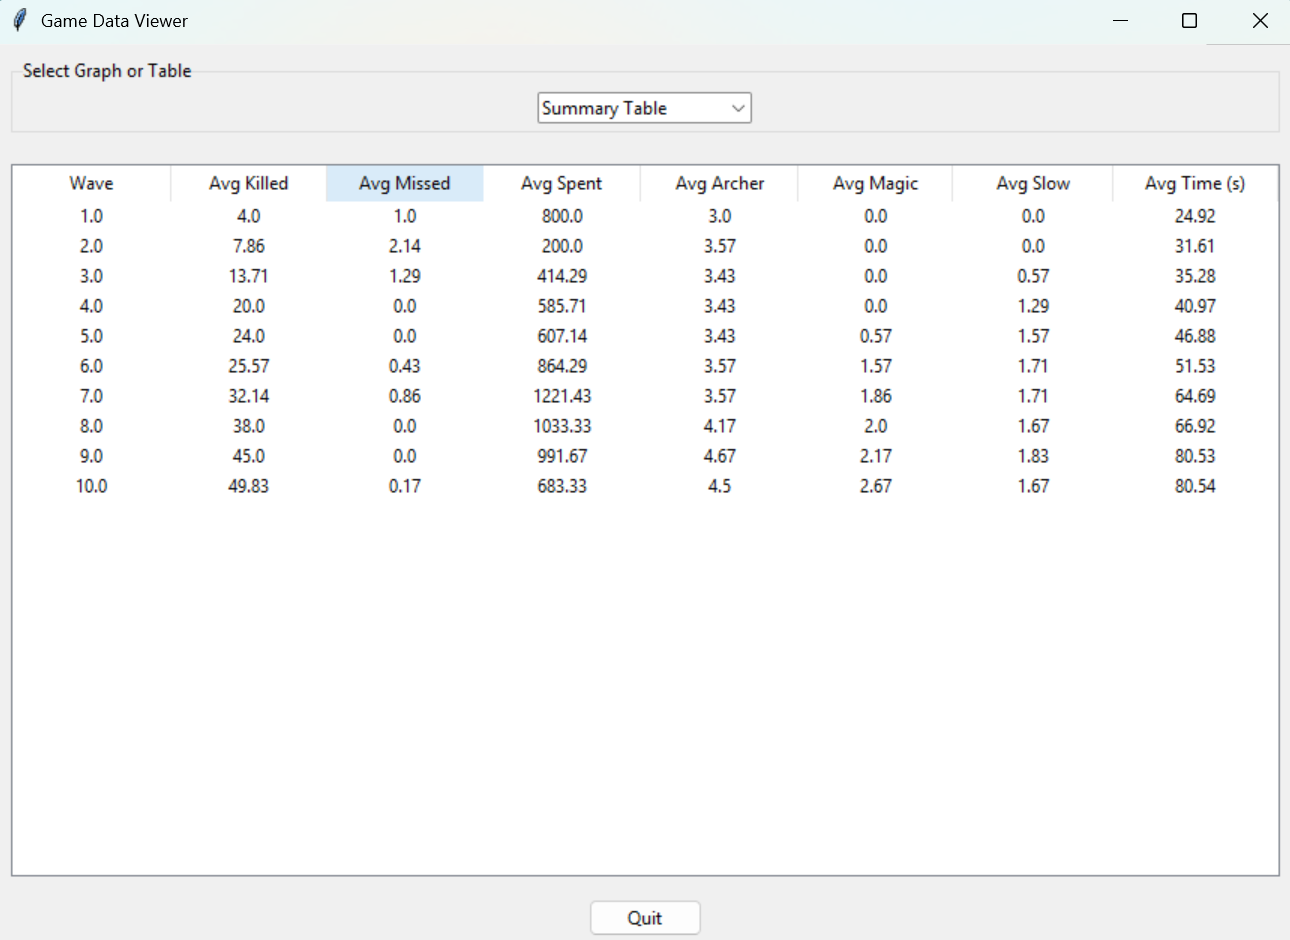 Game Data Viewer
Select Graph or Table
Summary Table
Wave Avg Killed Avg Missed Avg Spent Avg Archer Avg Magic Avg Slow Avg Time (s)
1.0 4.0 1.0 800.0 3.0 0.0 0.0 24.92
2.0 7.86 2.14 200.0 3.57 0.0 0.0 31.61
3.0 13.71 1.29 414.29 3.43 0.0 0.57 35.28
4.0 20.0 0.0 585.71 3.43 0.0 1.29 40.97
5.0 24.0 0.0 607.14 3.43 0.57 1.57 46.88
6.0 25.57 0.43 864.29 3.57 1.57 1.71 51.53
7.0 32.14 0.86 1221.43 3.57 1.86 1.71 64.69
8.0 38.0 0.0 1033.33 4.17 2.0 1.67 66.92
9.0 45.0 0.0 991.67 4.67 2.17 1.83 80.53
10.0 49.83 0.17 683.33 4.5 2.67 1.67 80.54
Quit